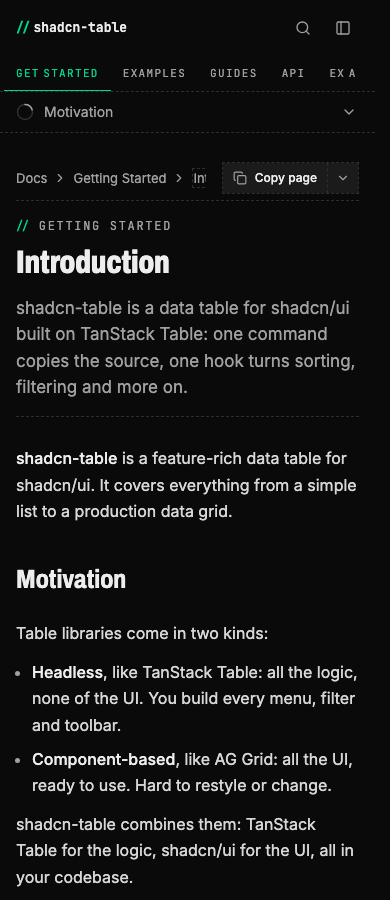 // shadcn-table
GET STARTED EXAMPLES GUIDES API EX A
Motivation
Docs > Getting Started > Int
Copy page
// GETTING STARTED
Introduction
shadcn-table is a data table for shadcn/ui
built on TanStack Table: one command
copies the source, one hook turns sorting,
filtering and more on.
shadcn-table is a feature-rich data table for
shadcn/ui. It covers everything from a simple
list to a production data grid.
Motivation
Table libraries come in two kinds:
• Headless, like TanStack Table: all the logic,
none of the UI. You build every menu, filter
and toolbar.
• Component-based, like AG Grid: all the UI,
ready to use. Hard to restyle or change.
shadcn-table combines them: TanStack
Table for the logic, shadcn/ui for the UI, all in
your codebase.